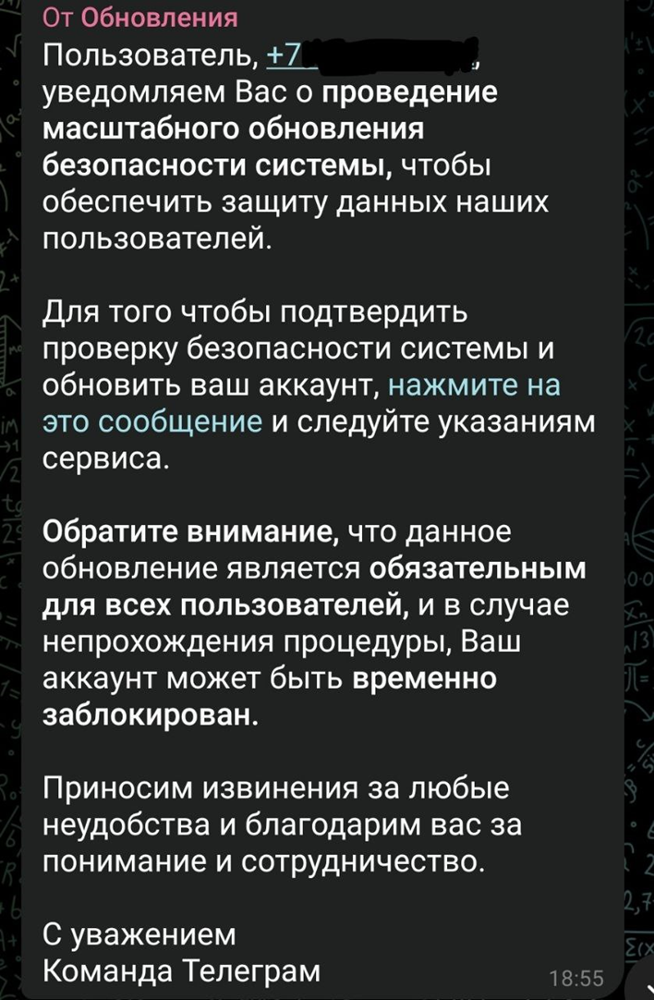 От Обновления
Пользователь, +7
уведомляем Вас о проведение
масштабного обновления
безопасности системы, чтобы
обеспечить защиту данных наших
пользователей.
Для того чтобы подтвердить
проверку безопасности системы и
обновить ваш аккаунт, нажмите на
это сообщение и следуйте указаниям
сервиса.
Обратите внимание, что данное
обновление является обязательным
для всех пользователей, и в случае
непрохождения процедуры, Ваш
аккаунт может быть временно
заблокирован.
Приносим извинения за любые
неудобства и благодарим вас за
понимание и сотрудничество.
С уважением
Команда Телеграм
18:55